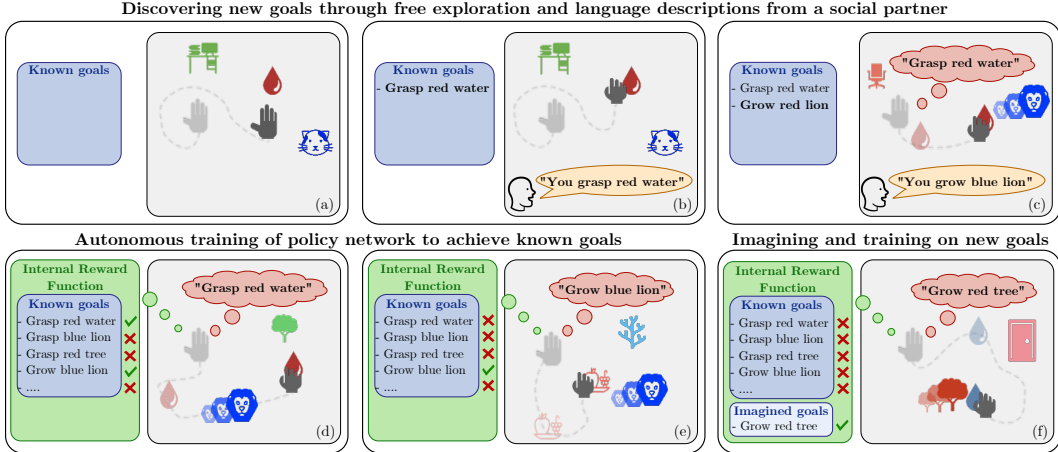 Discovering new goals through free exploration and language descriptions from a social partner
Known goals
(a)
Known goals
- Grasp red water
"You grasp red water"
(b)
Known goals
- Grasp red water
- Grow red lion
"Grasp red water"
"You grow blue lion"
(c)
Autonomous training of policy network to achieve known goals
Imagining and training on new goals
Internal Reward
Function
Known goals
- Grasp red water
- Grasp blue lion
- Grasp red tree
- Grow blue lion
- ....
"Grasp red water"
(d)
Internal Reward
Function
Known goals
- Grasp red water
- Grasp blue lion
- Grasp red tree
- Grow blue lion
- ....
"Grow blue lion"
(e)
Internal Reward
Function
Known goals
- Grasp red water
- Grasp blue lion
- Grasp red tree
- Grow blue lion
- ....
Imagined goals
- Grow red tree
"Grow red tree"
(f)